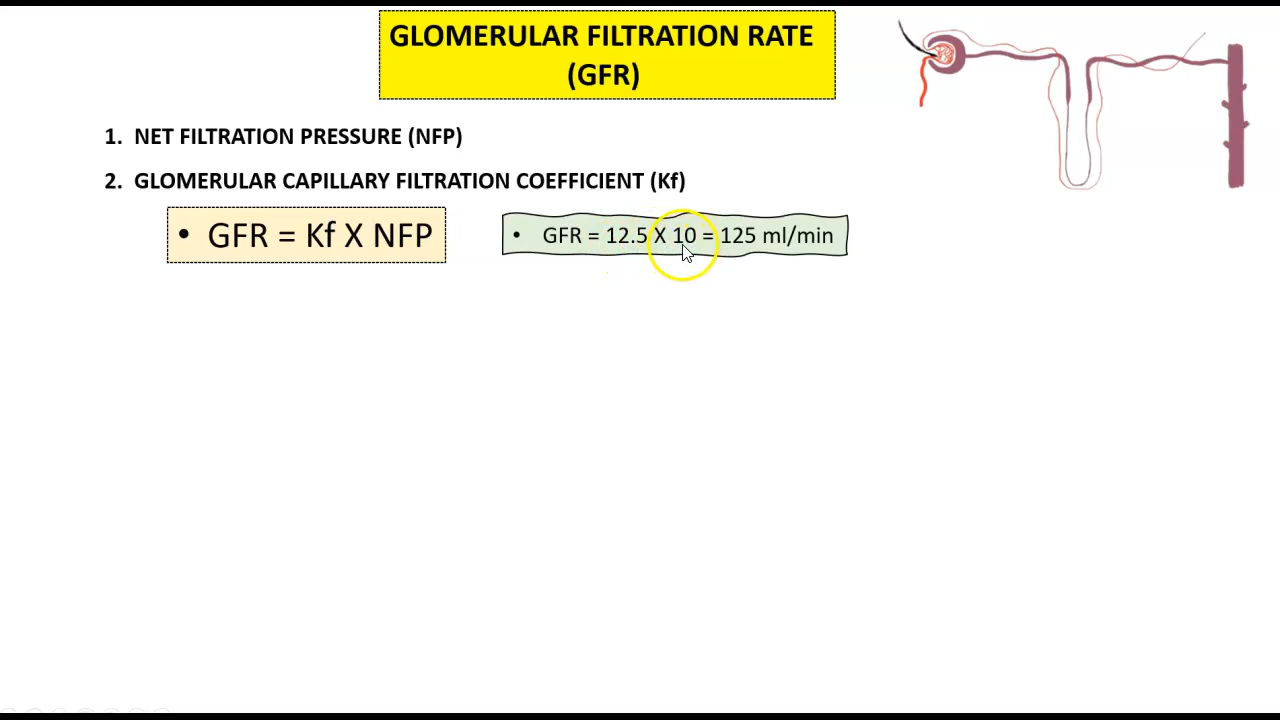 GLOMERULAR FILTRATION RATE
(GFR)
1. NET FILTRATION PRESSURE (NFP)
2. GLOMERULAR CAPILLARY FILTRATION COEFFICIENT (Kf)
• GFR = Kf X NFP
• GFR = 12.5 X 10 = 125 ml/min